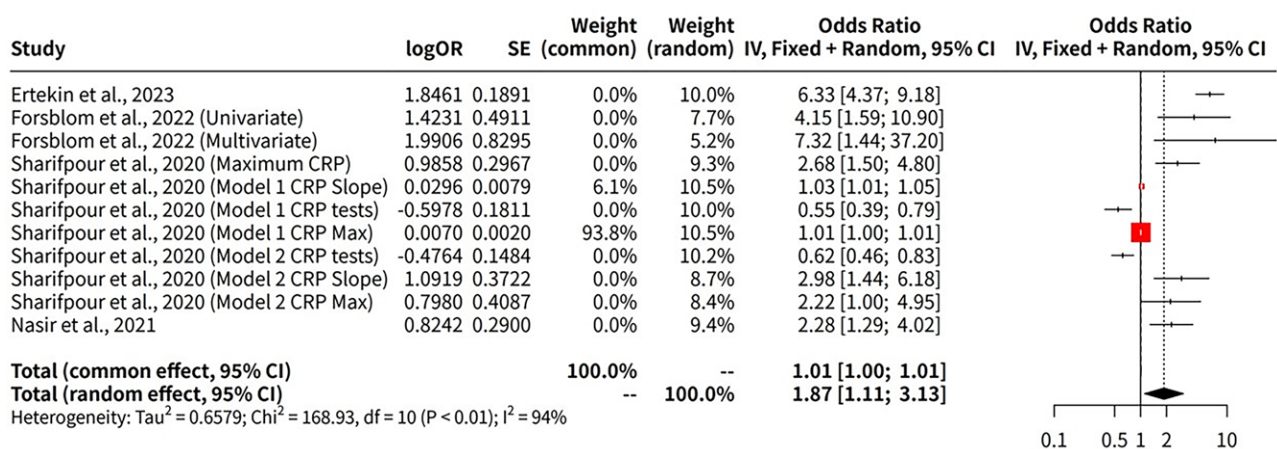 Weight Weight Odds Ratio Odds Ratio
Study logOR SE (common) (random) IV, Fixed + Random, 95% CI IV, Fixed + Random, 95% CI
Ertekin et al., 2023 1.8461 0.1891 0.0% 10.0% 6.33 [4.37; 9.18]
Forsblom et al., 2022 (Univariate) 1.4231 0.4911 0.0% 7.7% 4.15 [1.59; 10.90]
Forsblom et al., 2022 (Multivariate) 1.9906 0.8295 0.0% 5.2% 7.32 [1.44; 37.20]
Sharifpour et al., 2020 (Maximum CRP) 0.9858 0.2967 0.0% 9.3% 2.68 [1.50; 4.80]
Sharifpour et al., 2020 (Model 1 CRP Slope) 0.0296 0.0079 6.1% 10.5% 1.03 [1.01; 1.05]
Sharifpour et al., 2020 (Model 1 CRP tests) -0.5978 0.1811 0.0% 10.0% 0.55 [0.39; 0.79]
Sharifpour et al., 2020 (Model 1 CRP Max) 0.0070 0.0020 93.8% 10.5% 1.01 [1.00; 1.01]
Sharifpour et al., 2020 (Model 2 CRP tests) -0.4764 0.1484 0.0% 10.2% 0.62 [0.46; 0.83]
Sharifpour et al., 2020 (Model 2 CRP Slope) 1.0919 0.3722 0.0% 8.7% 2.98 [1.44; 6.18]
Sharifpour et al., 2020 (Model 2 CRP Max) 0.7980 0.4087 0.0% 8.4% 2.22 [1.00; 4.95]
Nasir et al., 2021 0.8242 0.2900 0.0% 9.4% 2.28 [1.29; 4.02]
Total (common effect, 95% CI) 100.0% -- 1.01 [1.00; 1.01]
Total (random effect, 95% CI) -- 100.0% 1.87 [1.11; 3.13]
Heterogeneity: Tau² = 0.6579; Chi² = 168.93, df = 10 (P < 0.01); I² = 94%
0.1 0.5 1 2 10